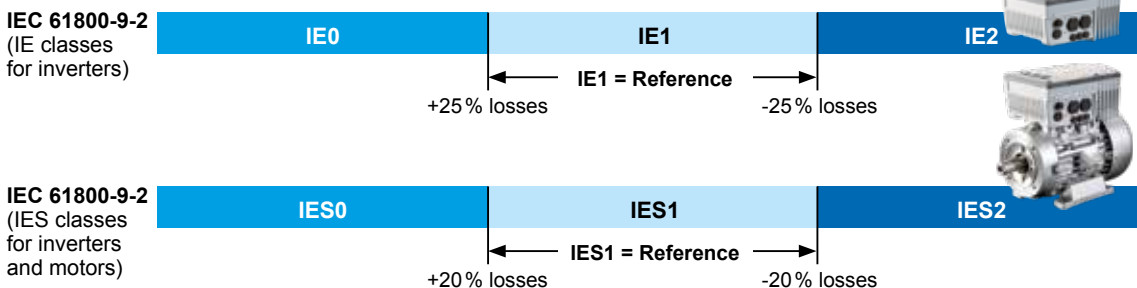 IEC 61800-9-2
(IE classes
for inverters)
IE0
IE1
IE2
IE1 = Reference
+25 % losses
-25 % losses
IEC 61800-9-2
(IES classes
for inverters
and motors)
IES0
IES1
IES2
IES1 = Reference
+20 % losses
-20 % losses